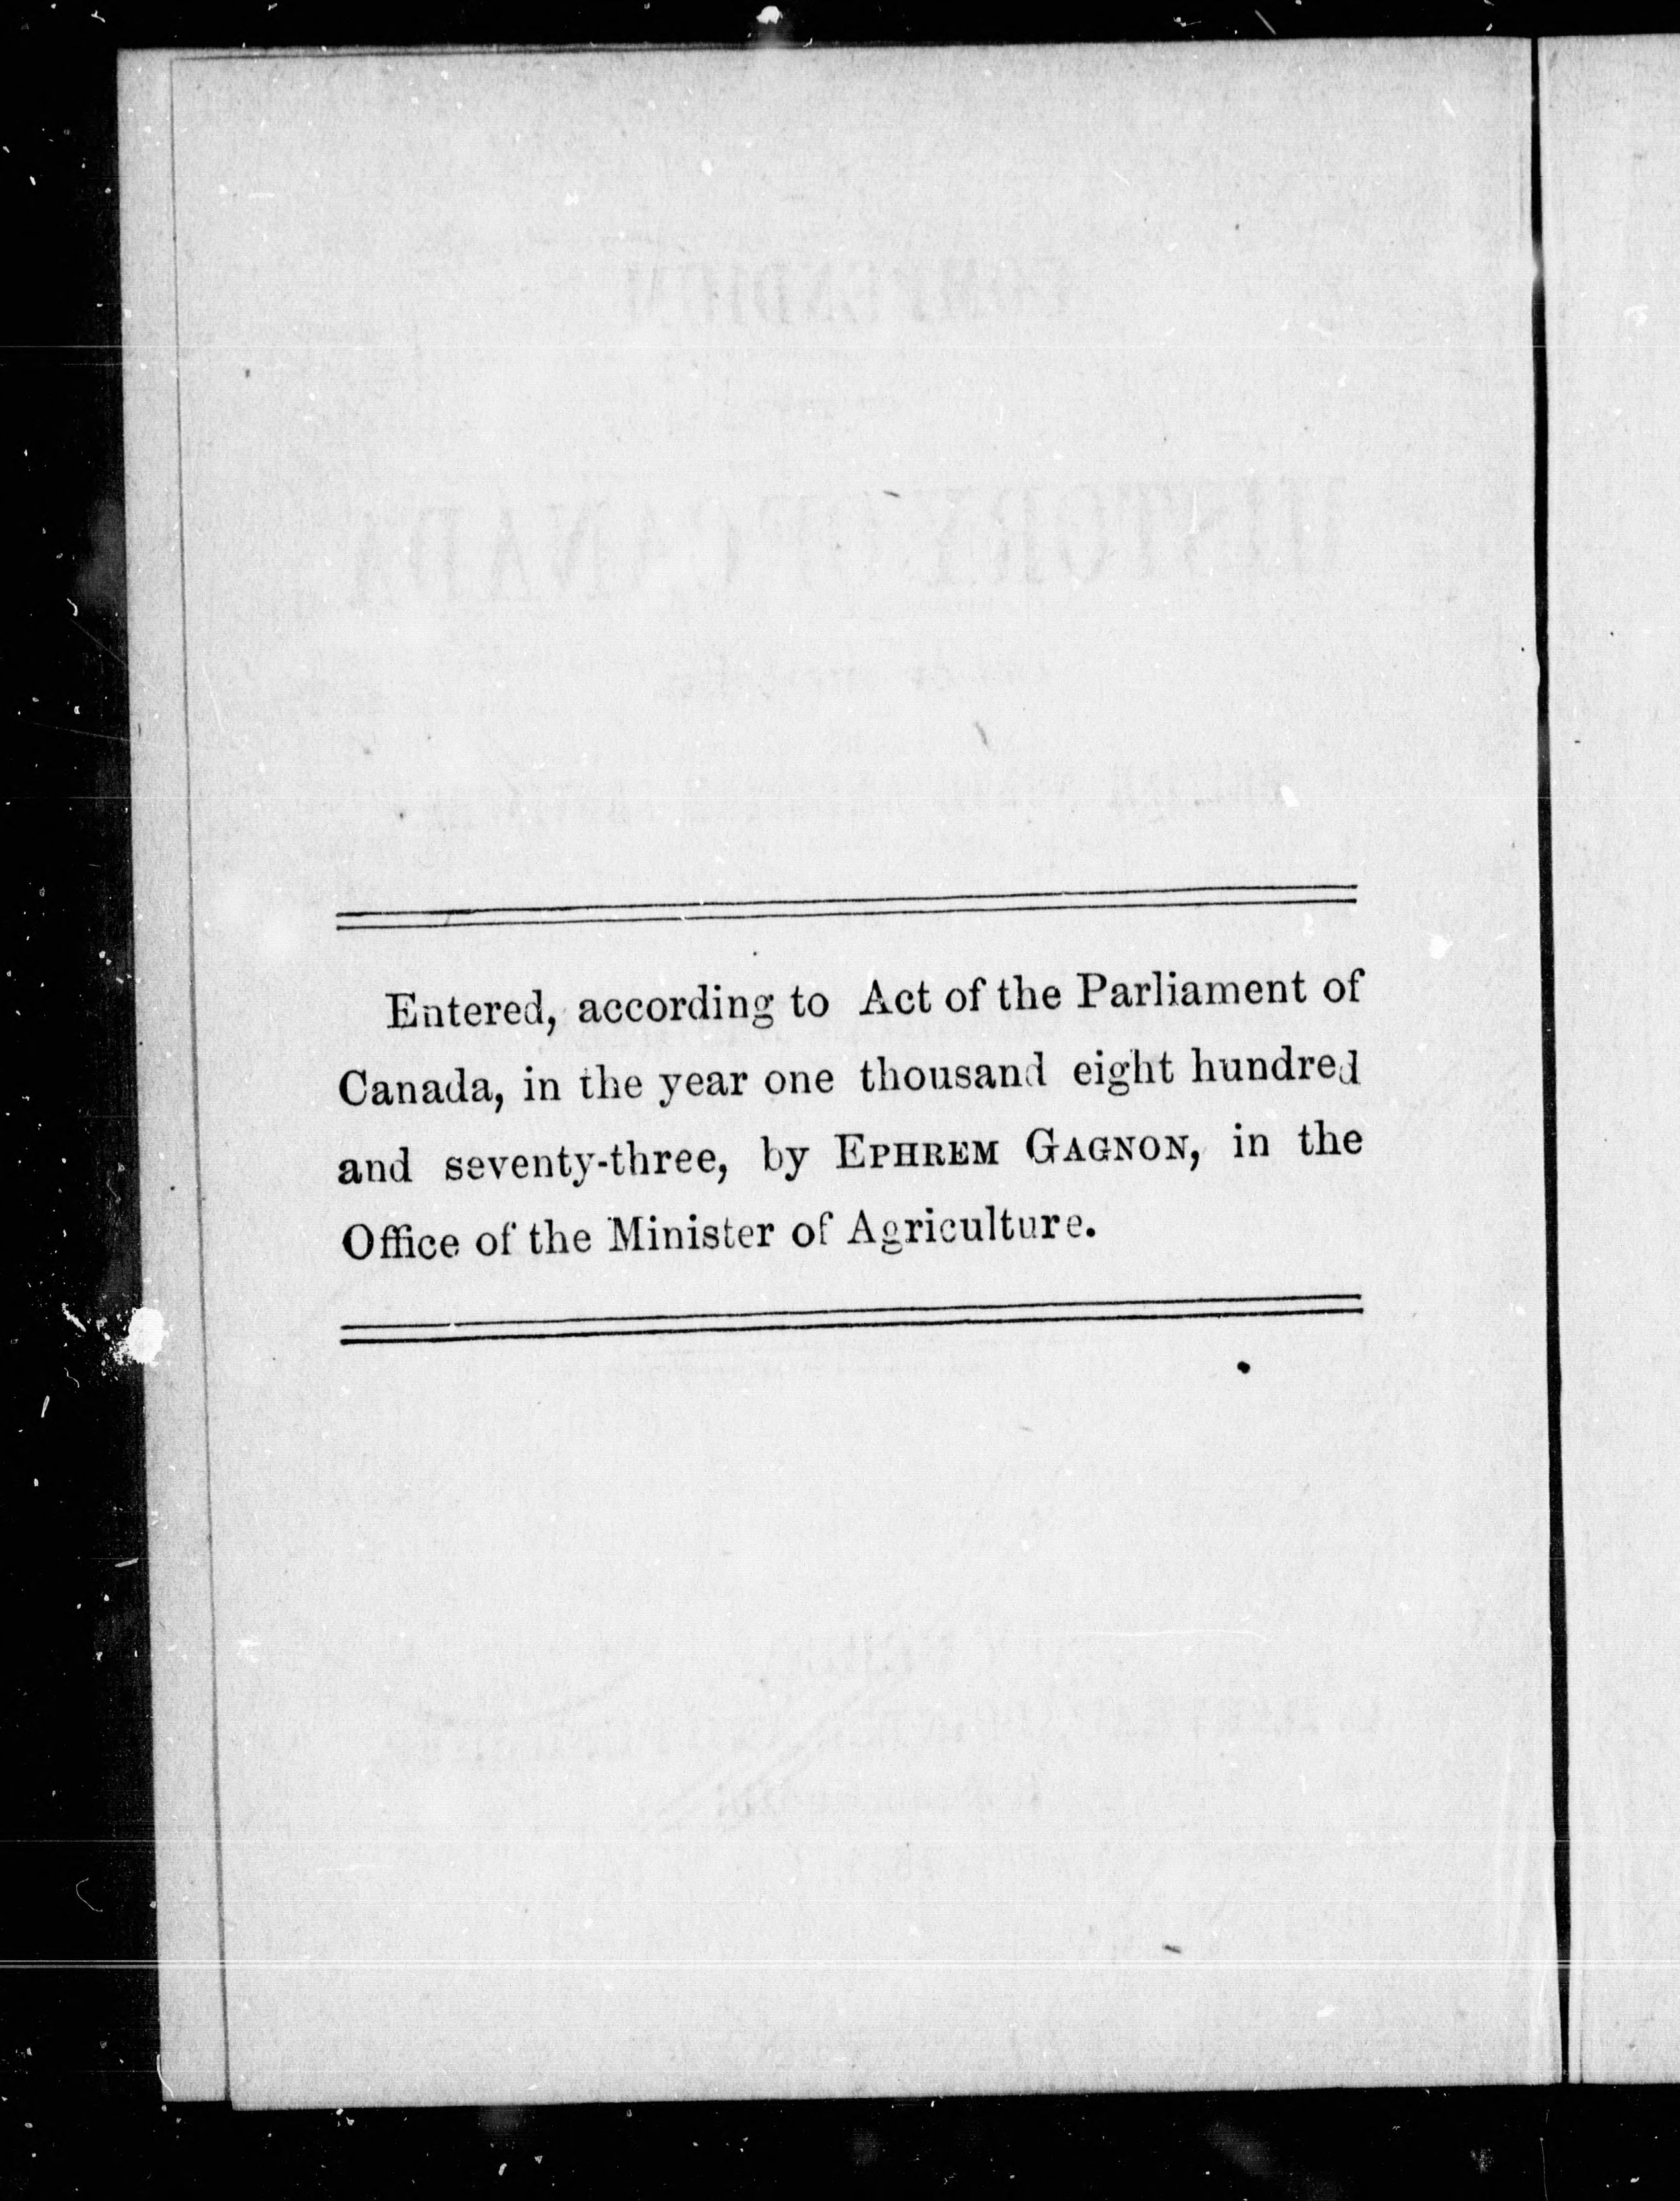 Entered, according to Act of the Parliament of
Canada, in the year one thousand eight hundred
and seventy-three, by EPHREM GAGNON, in the
Office of the Minister of Agriculture.